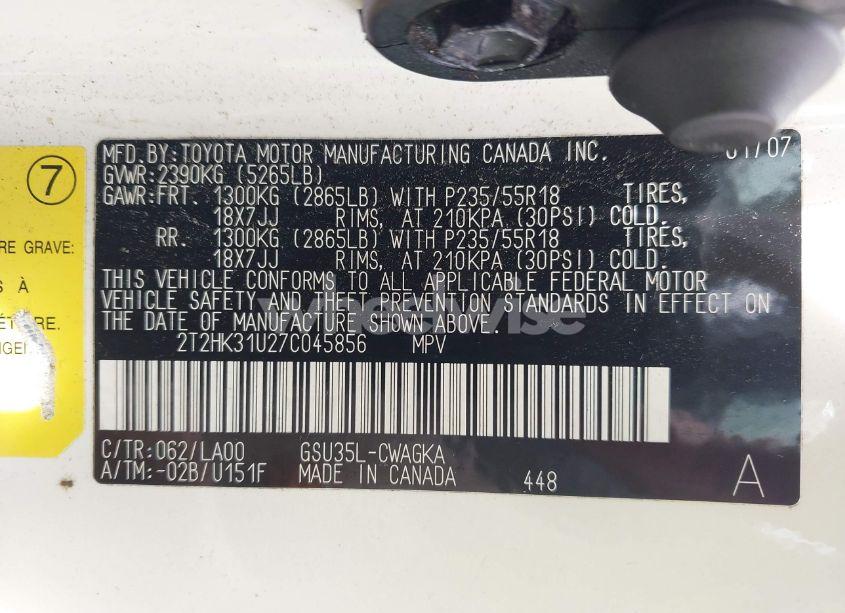 MFD.BY:TOYOTA MOTOR MANUFACTURING CANADA INC. 01/07
GVWR:2390KG (5265LB)
GAWR:FRT. 1300KG (2865LB) WITH P235/55R18 TIRES,
18X7JJ RIMS, AT 210KPA (30PSI) COLD.
RR. 1300KG (2865LB) WITH P235/55R18 TIRES,
18X7JJ RIMS, AT 210KPA (30PSI) COLD.
THIS VEHICLE CONFORMS TO ALL APPLICABLE FEDERAL MOTOR
VEHICLE SAFETY AND THEFT PREVENTION STANDARDS IN EFFECT ON
THE DATE OF MANUFACTURE SHOWN ABOVE.
2T2HK31U27C045856 MPV
C/TR:062/LA00 GSU35L-CWAGKA
A/TM:-02B/U151F MADE IN CANADA 448 A
7
RE GRAVE:
S À